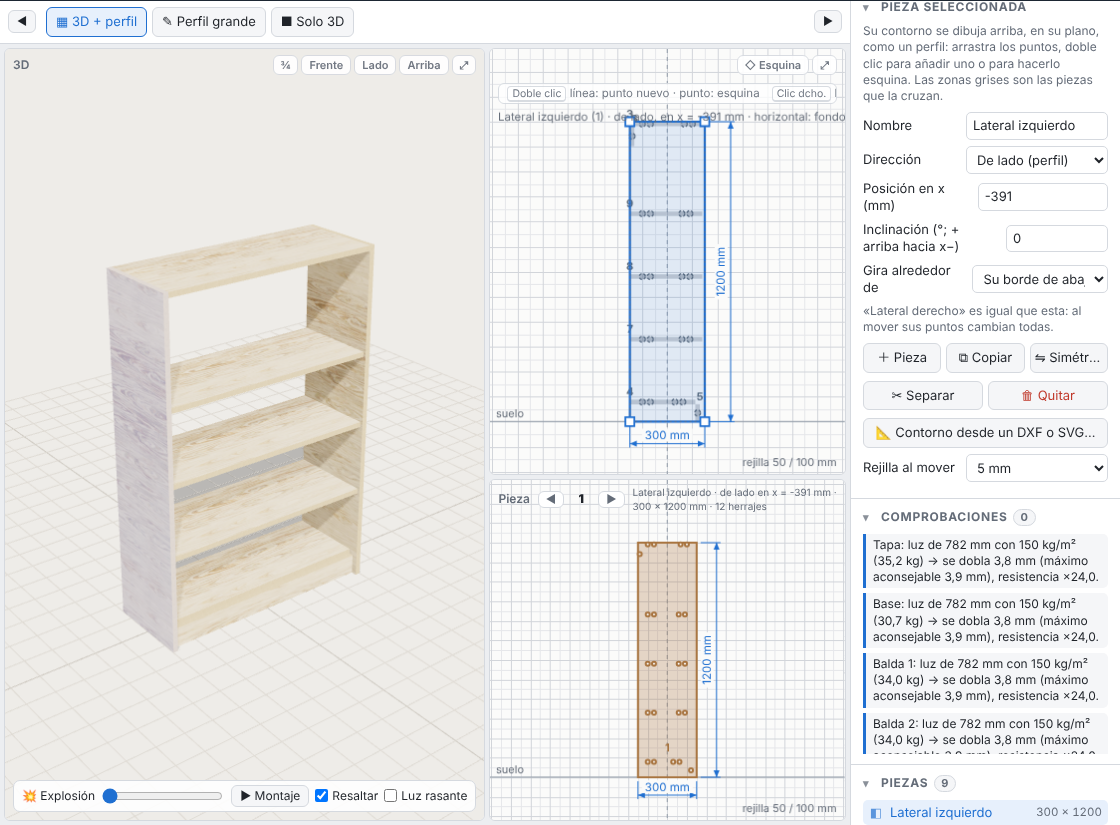 ◀ ▦ 3D + perfil ✎ Perfil grande ■ Solo 3D ▶
3D ¾ Frente Lado Arriba ⤢
💥 Explosión ▶ Montaje Resaltar Luz rasante
◇ Esquina ⤢
Doble clic línea: punto nuevo · punto: esquina Clic dcho.
Lateral izquierdo (1) · de lado, en x = -391 mm · horizontal: fondo
3
9
8
7
4
5
1200 mm
suelo
300 mm
rejilla 50 / 100 mm
Pieza ◀ 1 ▶
Lateral izquierdo · de lado en x = -391 mm ·
300 × 1200 mm · 12 herrajes
1200 mm
1
suelo
300 mm
rejilla 50 / 100 mm
▼ PIEZA SELECCIONADA
Su contorno se dibuja arriba, en su plano,
como un perfil: arrastra los puntos, doble
clic para añadir uno o para hacerlo
esquina. Las zonas grises son las piezas
que la cruzan.
Nombre Lateral izquierdo
Dirección De lado (perfil)
Posición en x
(mm) -391
Inclinación (°; +
arriba hacia x−) 0
Gira alrededor
de Su borde de aba
«Lateral derecho» es igual que esta: al
mover sus puntos cambian todas.
＋ Pieza ⧉ Copiar ⇋ Simétr...
✂ Separar 🗑 Quitar
📐 Contorno desde un DXF o SVG...
Rejilla al mover 5 mm
▼ COMPROBACIONES 0
Tapa: luz de 782 mm con 150 kg/m²
(35,2 kg) → se dobla 3,8 mm (máximo
aconsejable 3,9 mm), resistencia ×24,0.
Base: luz de 782 mm con 150 kg/m²
(30,7 kg) → se dobla 3,8 mm (máximo
aconsejable 3,9 mm), resistencia ×24,0.
Balda 1: luz de 782 mm con 150 kg/m²
(34,0 kg) → se dobla 3,8 mm (máximo
aconsejable 3,9 mm), resistencia ×24,0.
Balda 2: luz de 782 mm con 150 kg/m²
(34,0 kg) → se dobla 3,8 mm (máximo
▼ PIEZAS 9
Lateral izquierdo 300 × 1200